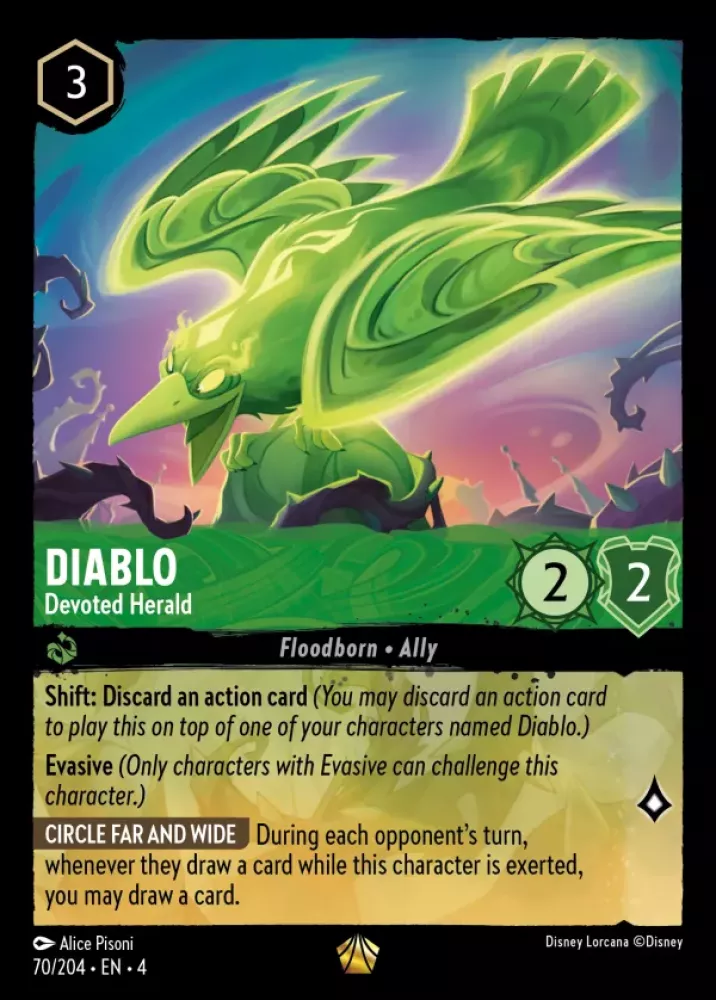 3
DIABLO
Devoted Herald
2
2
Floodborn • Ally
Shift: Discard an action card (You may discard an action card
to play this on top of one of your characters named Diablo.)
Evasive (Only characters with Evasive can challenge this
character.)
CIRCLE FAR AND WIDE During each opponent's turn,
whenever they draw a card while this character is exerted,
you may draw a card.
Alice Pisoni
Disney Lorcana ©Disney
70/204 • EN • 4